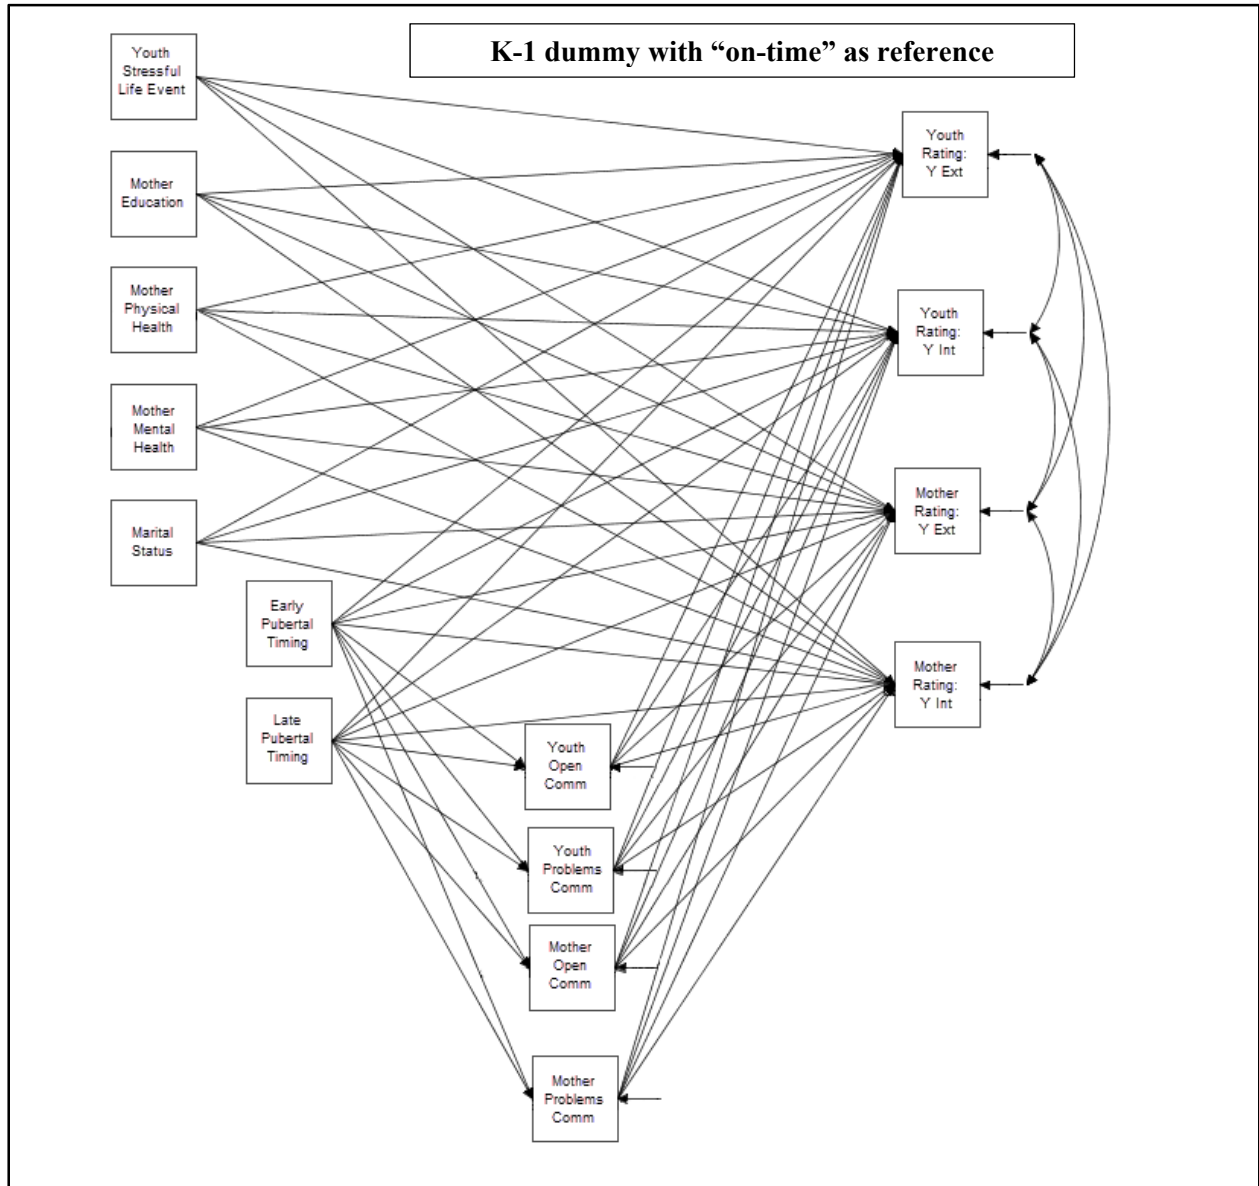 K-1 dummy with “on-time” as reference
Youth
Stressful
Life Event
Mother
Education
Mother
Physical
Health
Mother
Mental
Health
Marital
Status
Early
Pubertal
Timing
Late
Pubertal
Timing
Youth
Open
Comm
Youth
Problems
Comm
Mother
Open
Comm
Mother
Problems
Comm
Youth
Rating:
Y Ext
Youth
Rating:
Y Int
Mother
Rating:
Y Ext
Mother
Rating:
Y Int